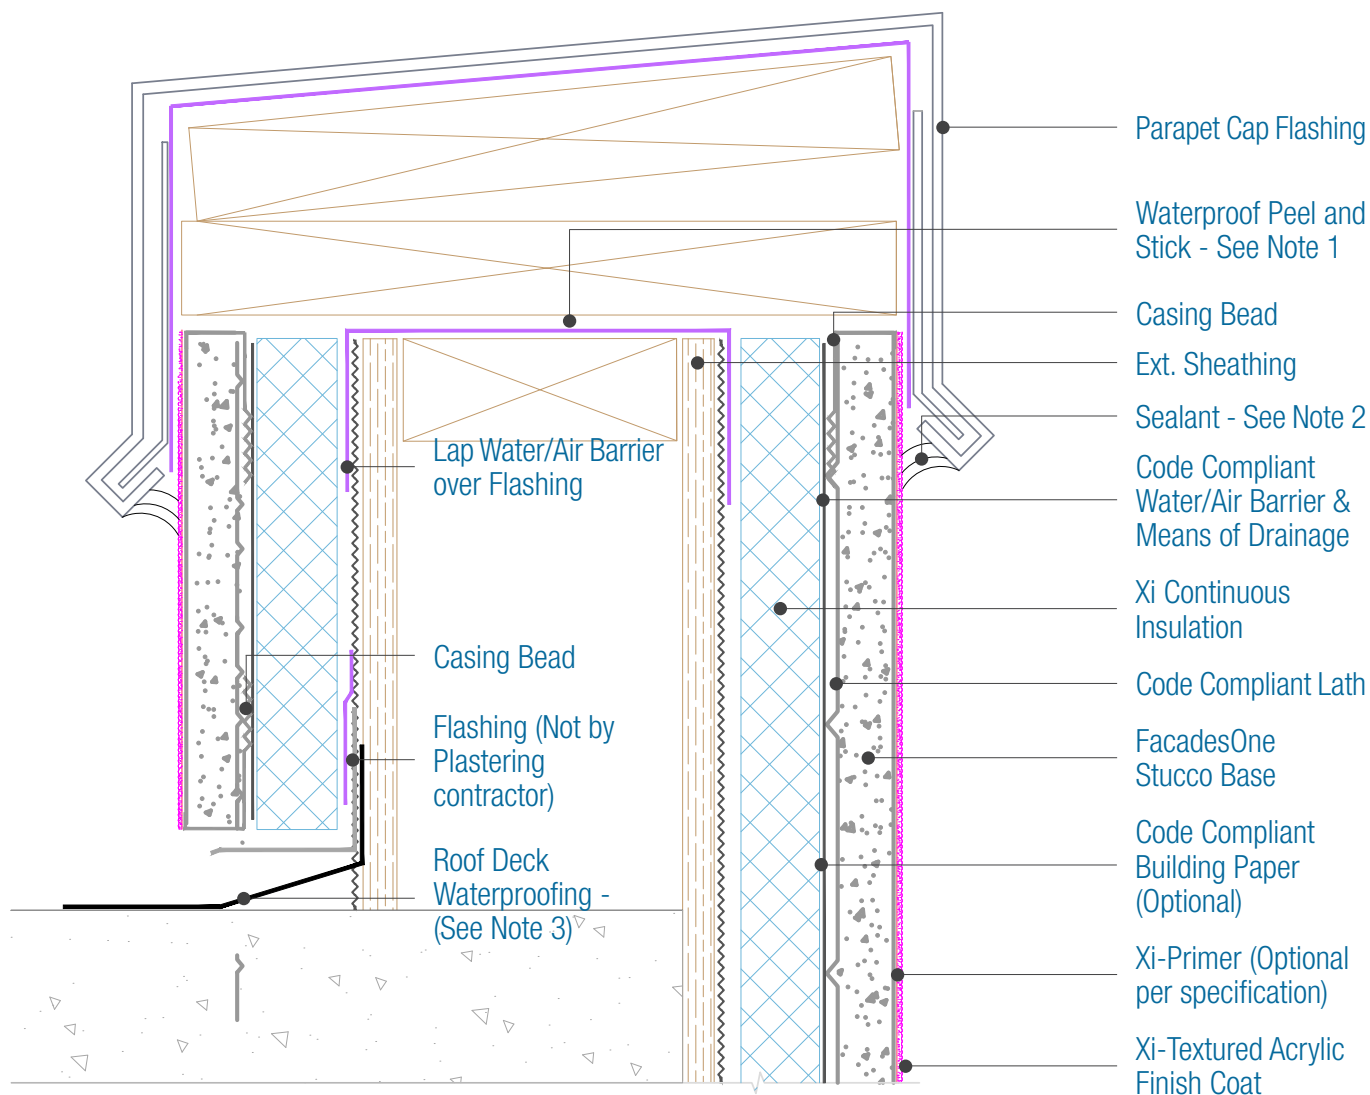 Parapet Cap Flashing
Waterproof Peel and
Stick - See Note 1
Casing Bead
Ext. Sheathing
Sealant - See Note 2
Code Compliant
Water/Air Barrier &
Means of Drainage
Xi Continuous
Insulation
Code Compliant Lath
FacadesOne
Stucco Base
Code Compliant
Building Paper
(Optional)
Xi-Primer (Optional
per specification)
Xi-Textured Acrylic
Finish Coat
Lap Water/Air Barrier
over Flashing
Casing Bead
Flashing (Not by
Plastering
contractor)
Roof Deck
Waterproofing -
(See Note 3)